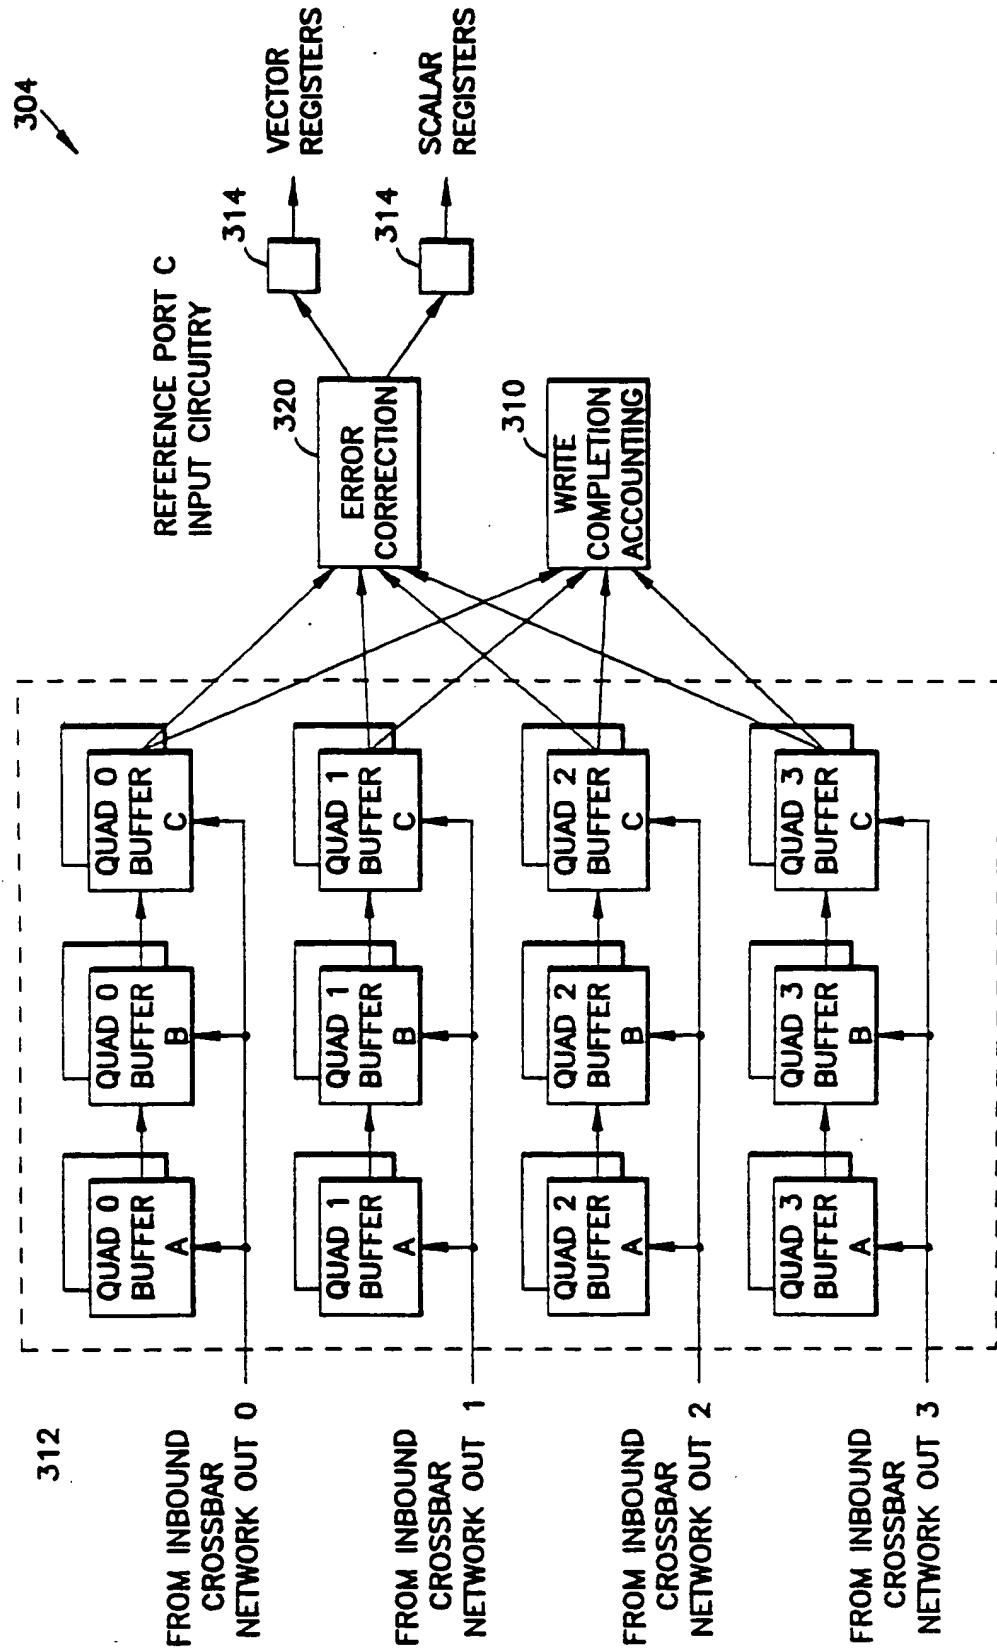 304
REFERENCE PORT C
INPUT CIRCUITRY
VECTOR
REGISTERS
314
SCALAR
REGISTERS
314
320
ERROR
CORRECTION
310
WRITE
COMPLETION
ACCOUNTING
312
FROM INBOUND
CROSSBAR
NETWORK OUT 0
QUAD 0
BUFFER
A
QUAD 0
BUFFER
B
QUAD 0
BUFFER
C
FROM INBOUND
CROSSBAR
NETWORK OUT 1
QUAD 1
BUFFER
A
QUAD 1
BUFFER
B
QUAD 1
BUFFER
C
FROM INBOUND
CROSSBAR
NETWORK OUT 2
QUAD 2
BUFFER
A
QUAD 2
BUFFER
B
QUAD 2
BUFFER
C
FROM INBOUND
CROSSBAR
NETWORK OUT 3
QUAD 3
BUFFER
A
QUAD 3
BUFFER
B
QUAD 3
BUFFER
C